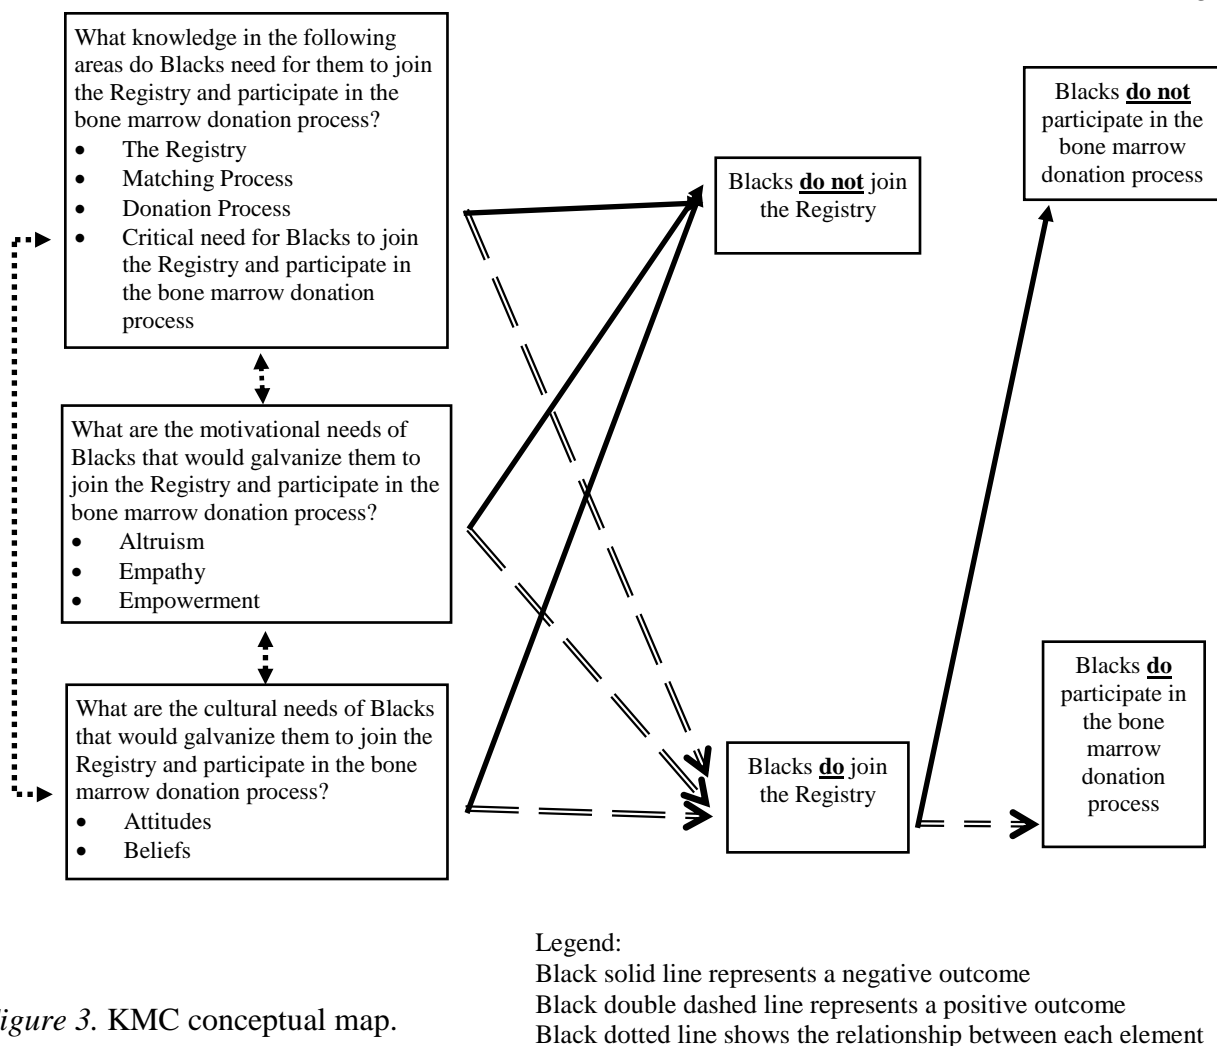 What knowledge in the following
areas do Blacks need for them to join
the Registry and participate in the
bone marrow donation process?
• The Registry
• Matching Process
• Donation Process
• Critical need for Blacks to join
the Registry and participate in
the bone marrow donation
process
What are the motivational needs of
Blacks that would galvanize them to
join the Registry and participate in the
bone marrow donation process?
• Altruism
• Empathy
• Empowerment
What are the cultural needs of Blacks
that would galvanize them to join the
Registry and participate in the bone
marrow donation process?
• Attitudes
• Beliefs
Blacks do not join
the Registry
Blacks do join
the Registry
Blacks do not
participate in the
bone marrow
donation process
Blacks do
participate in
the bone
marrow
donation
process
Legend:
Black solid line represents a negative outcome
Black double dashed line represents a positive outcome
Black dotted line shows the relationship between each element
igure 3. KMC conceptual map.